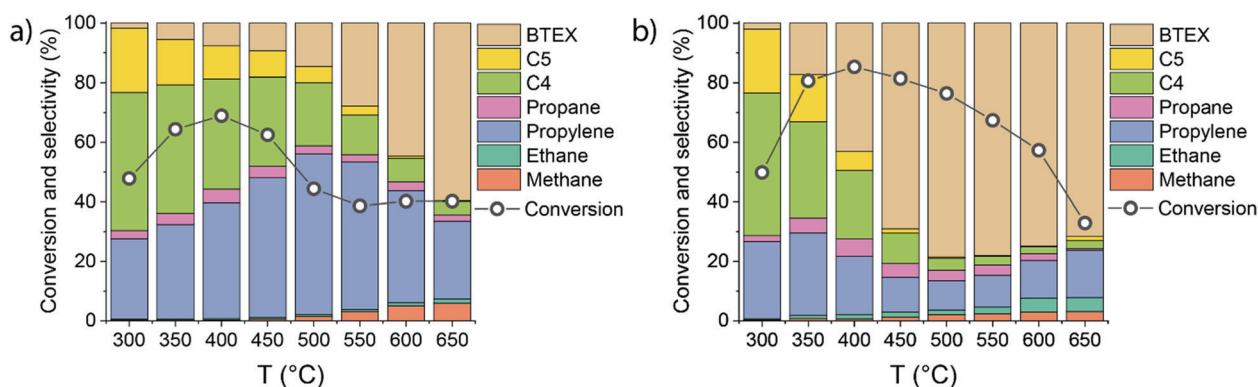 a)
Conversion and selectivity (%)
100
80
60
40
20
0
300 350 400 450 500 550 600 650
T (°C)
BTEX
C5
C4
Propane
Propylene
Ethane
Methane
Conversion
b)
Conversion and selectivity (%)
100
80
60
40
20
0
300 350 400 450 500 550 600 650
T (°C)
BTEX
C5
C4
Propane
Propylene
Ethane
Methane
Conversion